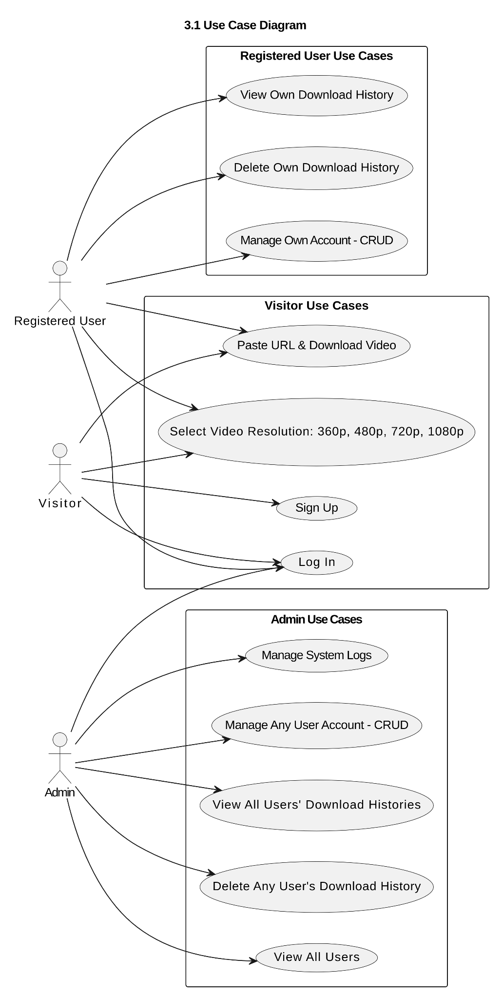 3.1 Use Case Diagram
Registered User Use Cases
View Own Download History
Delete Own Download History
Manage Own Account - CRUD
Registered User
Visitor Use Cases
Paste URL & Download Video
Select Video Resolution: 360p, 480p, 720p, 1080p
Visitor
Sign Up
Log In
Admin Use Cases
Manage System Logs
Manage Any User Account - CRUD
Admin
View All Users' Download Histories
Delete Any User's Download History
View All Users